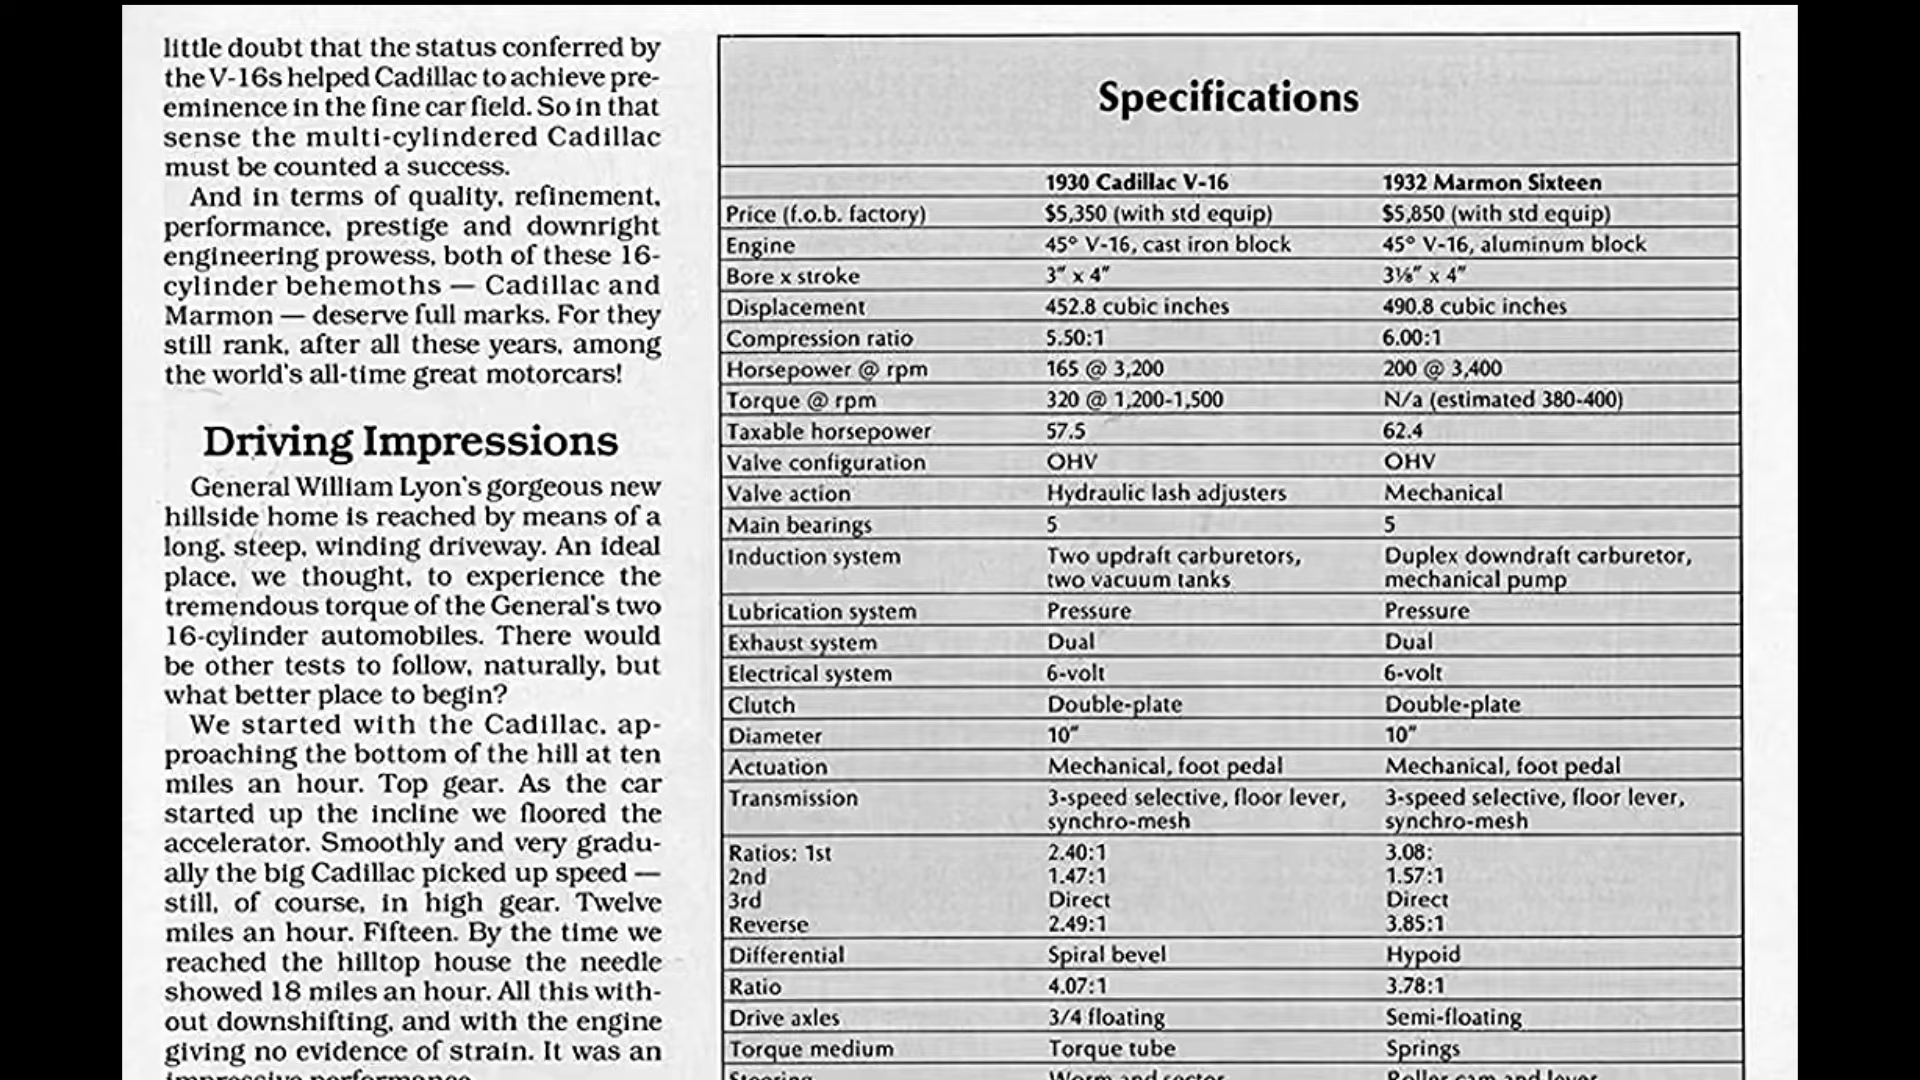 little doubt that the status conferred by
the V-16s helped Cadillac to achieve pre-
eminence in the fine car field. So in that
sense the multi-cylindered Cadillac
must be counted a success.
And in terms of quality, refinement,
performance, prestige and downright
engineering prowess, both of these 16-
cylinder behemoths — Cadillac and
Marmon — deserve full marks. For they
still rank, after all these years, among
the world's all-time great motorcars!
Driving Impressions
General William Lyon's gorgeous new
hillside home is reached by means of a
long, steep, winding driveway. An ideal
place, we thought, to experience the
tremendous torque of the General's two
16-cylinder automobiles. There would
be other tests to follow, naturally, but
what better place to begin?
We started with the Cadillac, ap-
proaching the bottom of the hill at ten
miles an hour. Top gear. As the car
started up the incline we floored the
accelerator. Smoothly and very gradu-
ally the big Cadillac picked up speed —
still, of course, in high gear. Twelve
miles an hour. Fifteen. By the time we
reached the hilltop house the needle
showed 18 miles an hour. All this with-
out downshifting, and with the engine
giving no evidence of strain. It was an
impressive performance.
Specifications
1930 Cadillac V-16 1932 Marmon Sixteen
Price (f.o.b. factory) $5,350 (with std equip) $5,850 (with std equip)
Engine 45° V-16, cast iron block 45° V-16, aluminum block
Bore x stroke 3" x 4" 3⅛" x 4"
Displacement 452.8 cubic inches 490.8 cubic inches
Compression ratio 5.50:1 6.00:1
Horsepower @ rpm 165 @ 3,200 200 @ 3,400
Torque @ rpm 320 @ 1,200-1,500 N/a (estimated 380-400)
Taxable horsepower 57.5 62.4
Valve configuration OHV OHV
Valve action Hydraulic lash adjusters Mechanical
Main bearings 5 5
Induction system Two updraft carburetors, Duplex downdraft carburetor,
two vacuum tanks mechanical pump
Lubrication system Pressure Pressure
Exhaust system Dual Dual
Electrical system 6-volt 6-volt
Clutch Double-plate Double-plate
Diameter 10" 10"
Actuation Mechanical, foot pedal Mechanical, foot pedal
Transmission 3-speed selective, floor lever, 3-speed selective, floor lever,
synchro-mesh synchro-mesh
Ratios: 1st 2.40:1 3.08:
2nd 1.47:1 1.57:1
3rd Direct Direct
Reverse 2.49:1 3.85:1
Differential Spiral bevel Hypoid
Ratio 4.07:1 3.78:1
Drive axles 3/4 floating Semi-floating
Torque medium Torque tube Springs
Steering Worm and sector Roller cam and lever